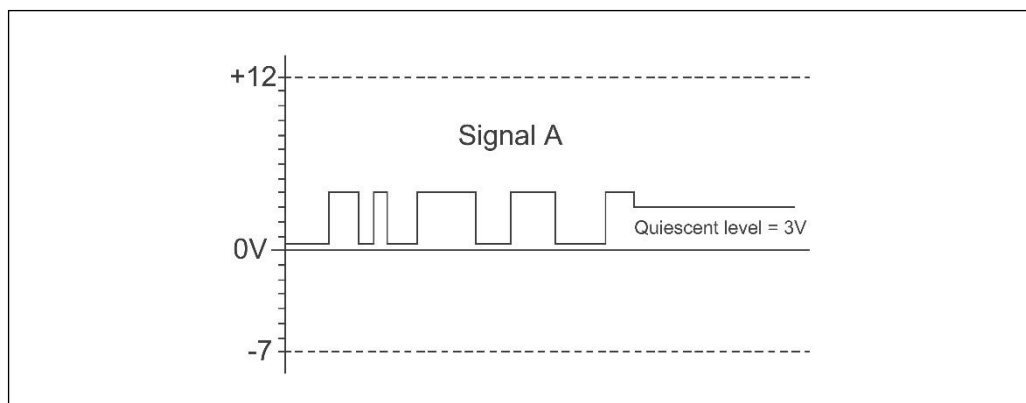 +12
Signal A
Quiescent level = 3V
0V
-7